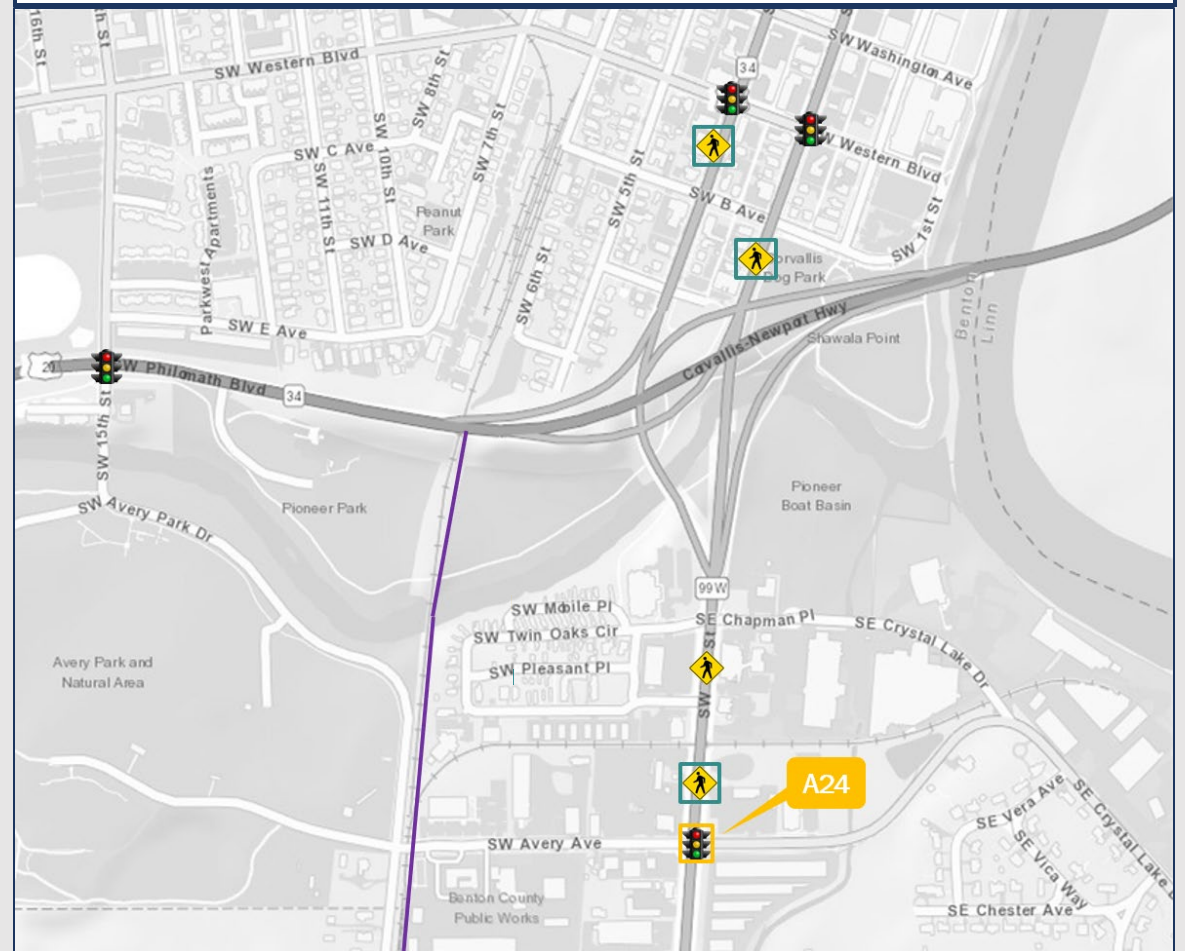 16th St
th St
SW Western Blvd
SW 8th St
34
SW Washington Ave
SW C Ave
SW 10th St
SW 7th St
SW 11th St
W Western Blvd
SW 5th St
SW B Ave
Peanut
Park
SW D Ave
Parkwest Apartments
SW 1st St
orvallis
Dog Park
SW 6th St
SW E Ave
Benton
Linn
Covallis-Newport Hwy
Shawala Point
20
W Philomath Blvd
34
SW 15th St
Pioneer
Boat Basin
SW Avery Park Dr
Pioneer Park
99 W
SW Mobile Pl
SE Chapman Pl
SE Crystal Lake Dr
SW Twin Oaks Cir
Avery Park and
Natural Area
SW Pleasant Pl
SW
St
A24
SE Vera Ave
SE Crystal Lake
SW Avery Ave
SE Vica Way
Benton County
Public Works
SE Chester Ave